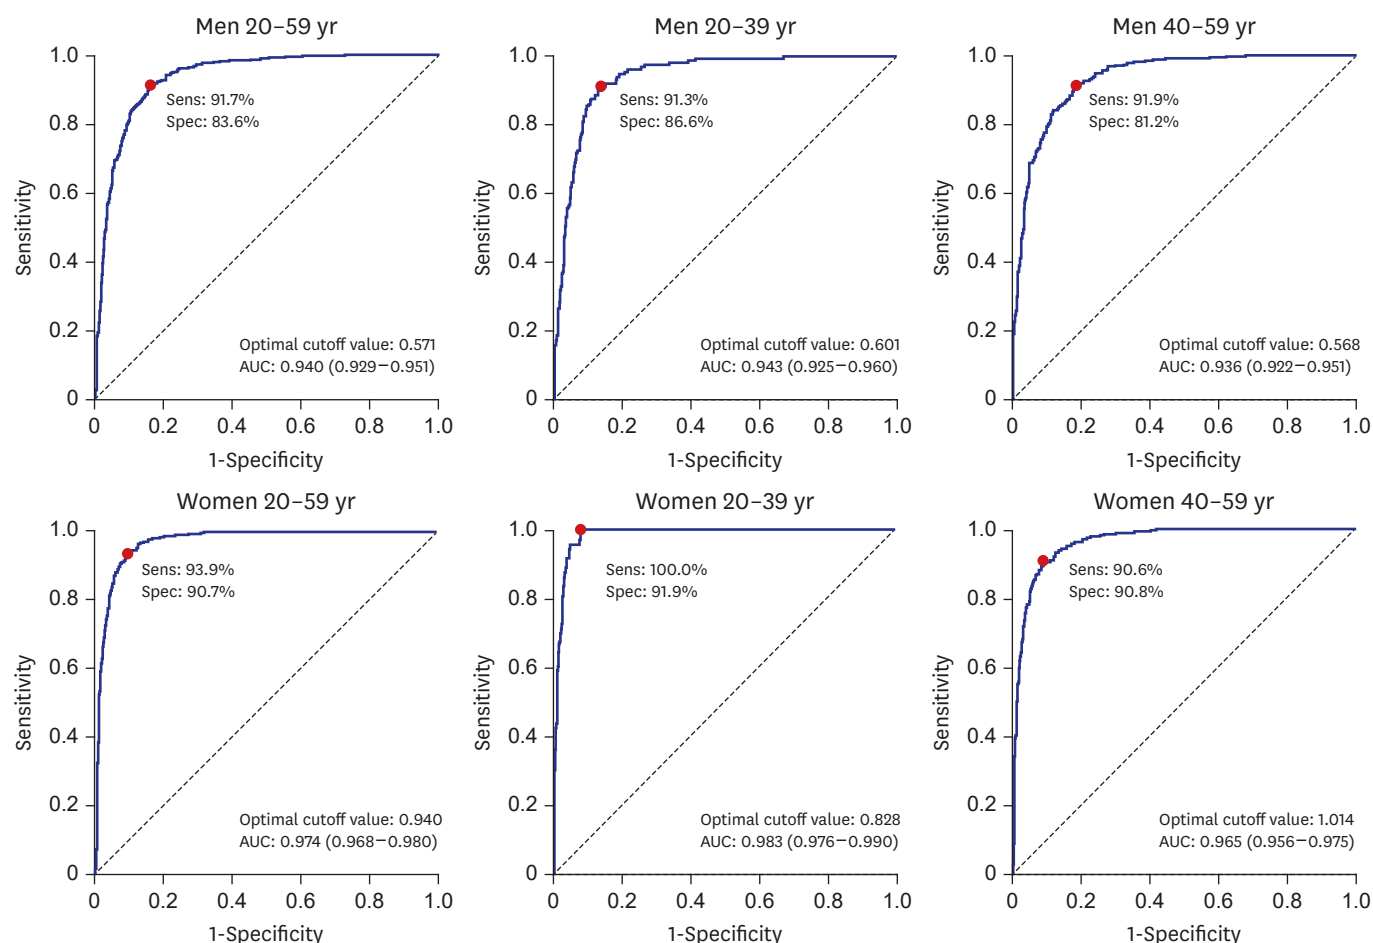 Men 20–59 yr
1.0
0.8
0.6
0.4
0.2
0
Sensitivity
Sens: 91.7%
Spec: 83.6%
Optimal cutoff value: 0.571
AUC: 0.940 (0.929−0.951)
0 0.2 0.4 0.6 0.8 1.0
1-Specificity
Men 20–39 yr
1.0
0.8
0.6
0.4
0.2
0
Sensitivity
Sens: 91.3%
Spec: 86.6%
Optimal cutoff value: 0.601
AUC: 0.943 (0.925−0.960)
0 0.2 0.4 0.6 0.8 1.0
1-Specificity
Men 40–59 yr
1.0
0.8
0.6
0.4
0.2
0
Sensitivity
Sens: 91.9%
Spec: 81.2%
Optimal cutoff value: 0.568
AUC: 0.936 (0.922−0.951)
0 0.2 0.4 0.6 0.8 1.0
1-Specificity
Women 20–59 yr
1.0
0.8
0.6
0.4
0.2
0
Sensitivity
Sens: 93.9%
Spec: 90.7%
Optimal cutoff value: 0.940
AUC: 0.974 (0.968−0.980)
0 0.2 0.4 0.6 0.8 1.0
1-Specificity
Women 20–39 yr
1.0
0.8
0.6
0.4
0.2
0
Sensitivity
Sens: 100.0%
Spec: 91.9%
Optimal cutoff value: 0.828
AUC: 0.983 (0.976−0.990)
0 0.2 0.4 0.6 0.8 1.0
1-Specificity
Women 40–59 yr
1.0
0.8
0.6
0.4
0.2
0
Sensitivity
Sens: 90.6%
Spec: 90.8%
Optimal cutoff value: 1.014
AUC: 0.965 (0.956−0.975)
0 0.2 0.4 0.6 0.8 1.0
1-Specificity